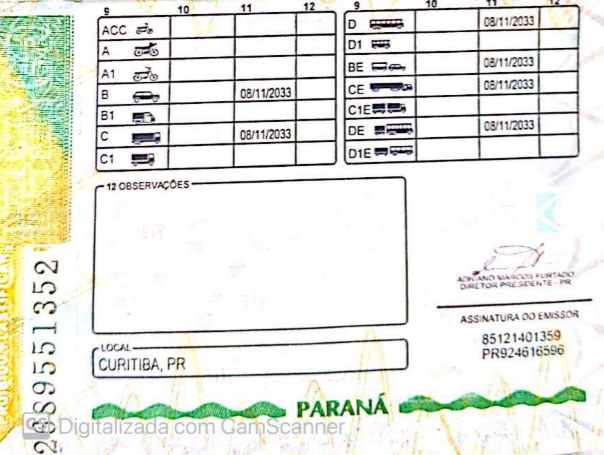 9 10 11 12
ACC
A
A1
B 08/11/2033
B1
C 08/11/2033
C1
9 10 11 12
D 08/11/2033
D1
BE 08/11/2033
CE 08/11/2033
C1E
DE 08/11/2033
D1E
12 OBSERVAÇÕES
ADRIANO MARCOS FURTADO
DIRETOR PRESIDENTE - PR
ASSINATURA DO EMISSOR
85121401359
PR924616596
LOCAL
CURITIBA, PR
PARANÁ
CS Digitalizada com CamScanner